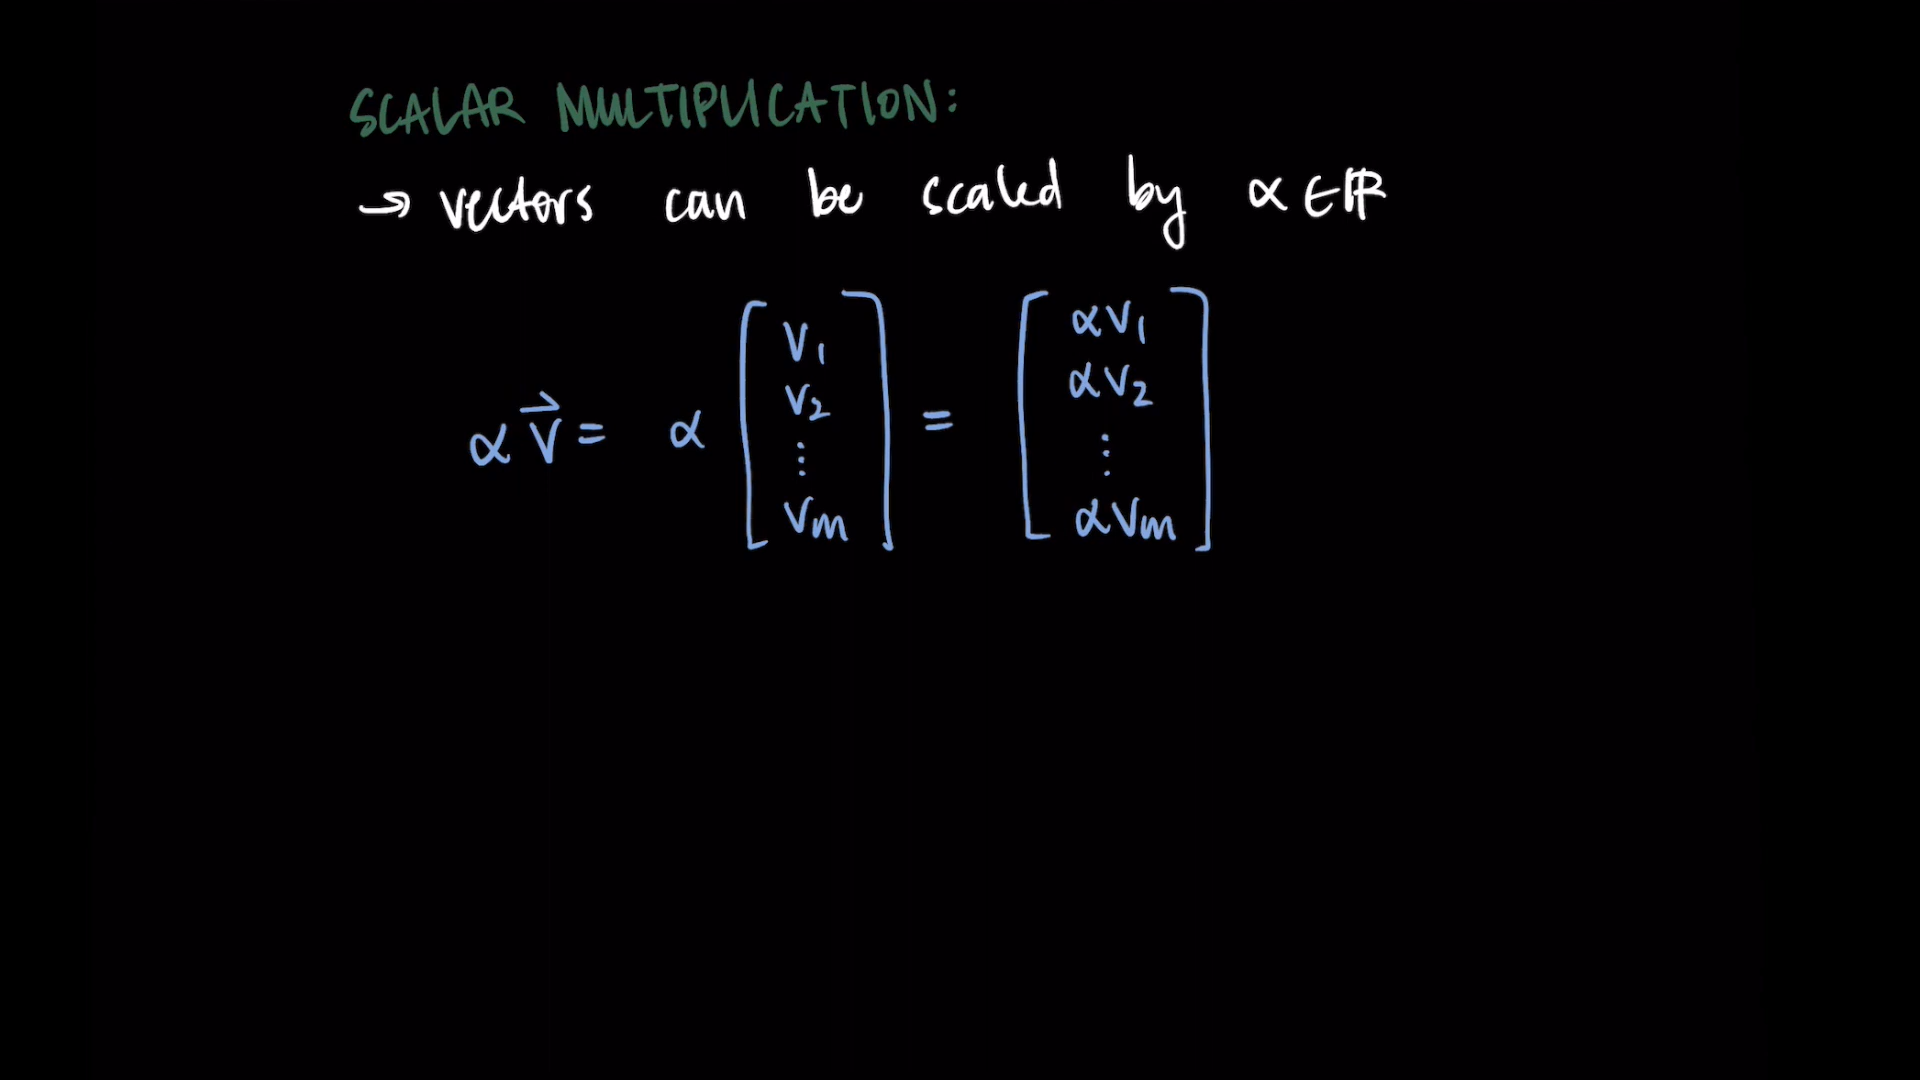 SCALAR MULTIPLICATION:
→ vectors can be scaled by α ∈ ℝ
α v⃗ = α [ v₁ v₂ ⋮ vₘ ] = [ αv₁ αv₂ ⋮ αvₘ ]